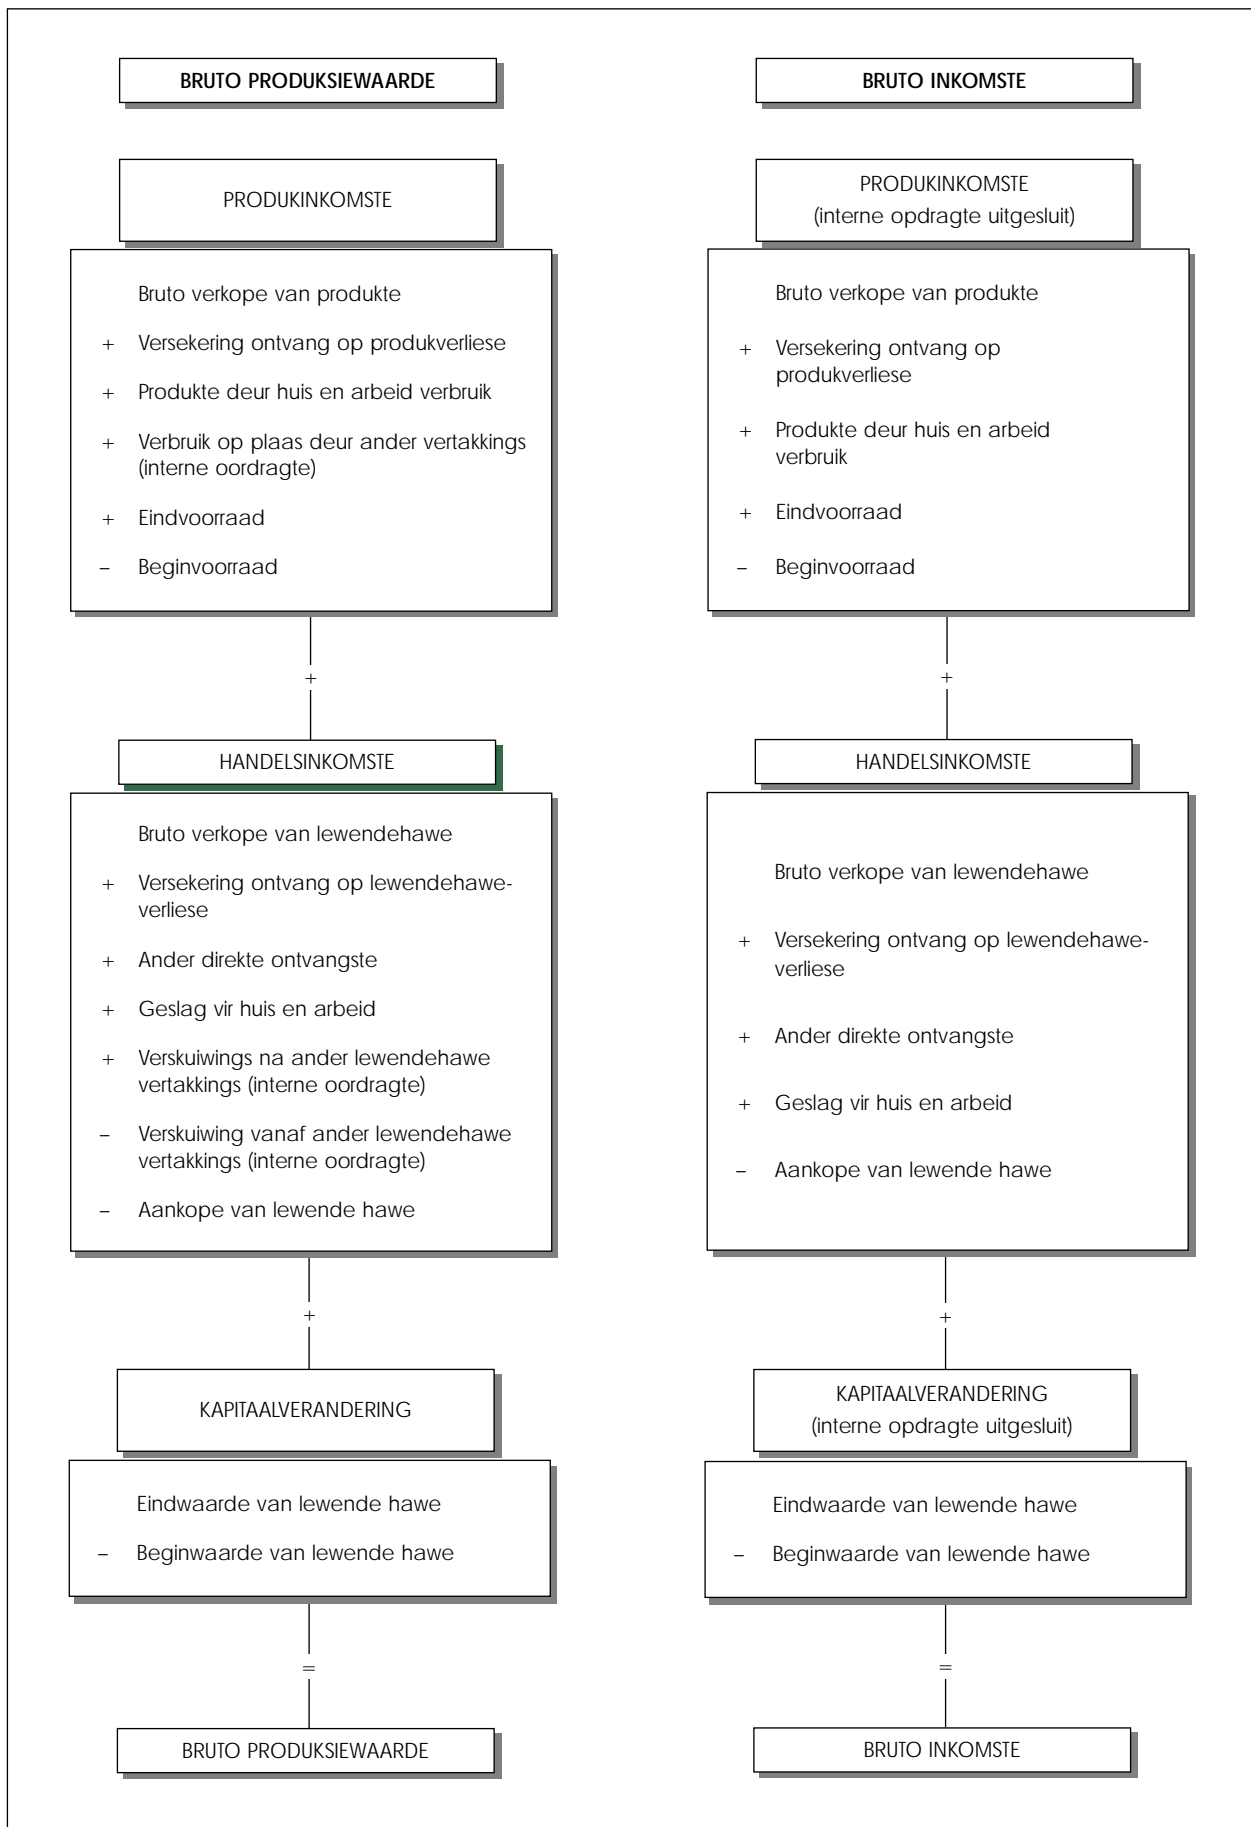 BRUTO PRODUKSIEWAARDE
PRODUKINKOMSTE
Bruto verkope van produkte
+ Versekering ontvang op produkverliese
+ Produkte deur huis en arbeid verbruik
+ Verbruik op plaas deur ander vertakkings
(interne oordragte)
+ Eindvoorraad
– Beginvoorraad
+
HANDELSINKOMSTE
Bruto verkope van lewendehawe
+ Versekering ontvang op lewendehawe-
verliese
+ Ander direkte ontvangste
+ Geslag vir huis en arbeid
+ Verskuiwings na ander lewendehawe
vertakkings (interne oordragte)
– Verskuiwing vanaf ander lewendehawe
vertakkings (interne oordragte)
– Aankope van lewende hawe
+
KAPITAALVERANDERING
Eindwaarde van lewende hawe
– Beginwaarde van lewende hawe
=
BRUTO PRODUKSIEWAARDE
BRUTO INKOMSTE
PRODUKINKOMSTE
(interne opdragte uitgesluit)
Bruto verkope van produkte
+ Versekering ontvang op
produkverliese
+ Produkte deur huis en arbeid
verbruik
+ Eindvoorraad
– Beginvoorraad
+
HANDELSINKOMSTE
Bruto verkope van lewendehawe
+ Versekering ontvang op lewendehawe-
verliese
+ Ander direkte ontvangste
+ Geslag vir huis en arbeid
– Aankope van lewende hawe
+
KAPITAALVERANDERING
(interne opdragte uitgesluit)
Eindwaarde van lewende hawe
– Beginwaarde van lewende hawe
=
BRUTO INKOMSTE